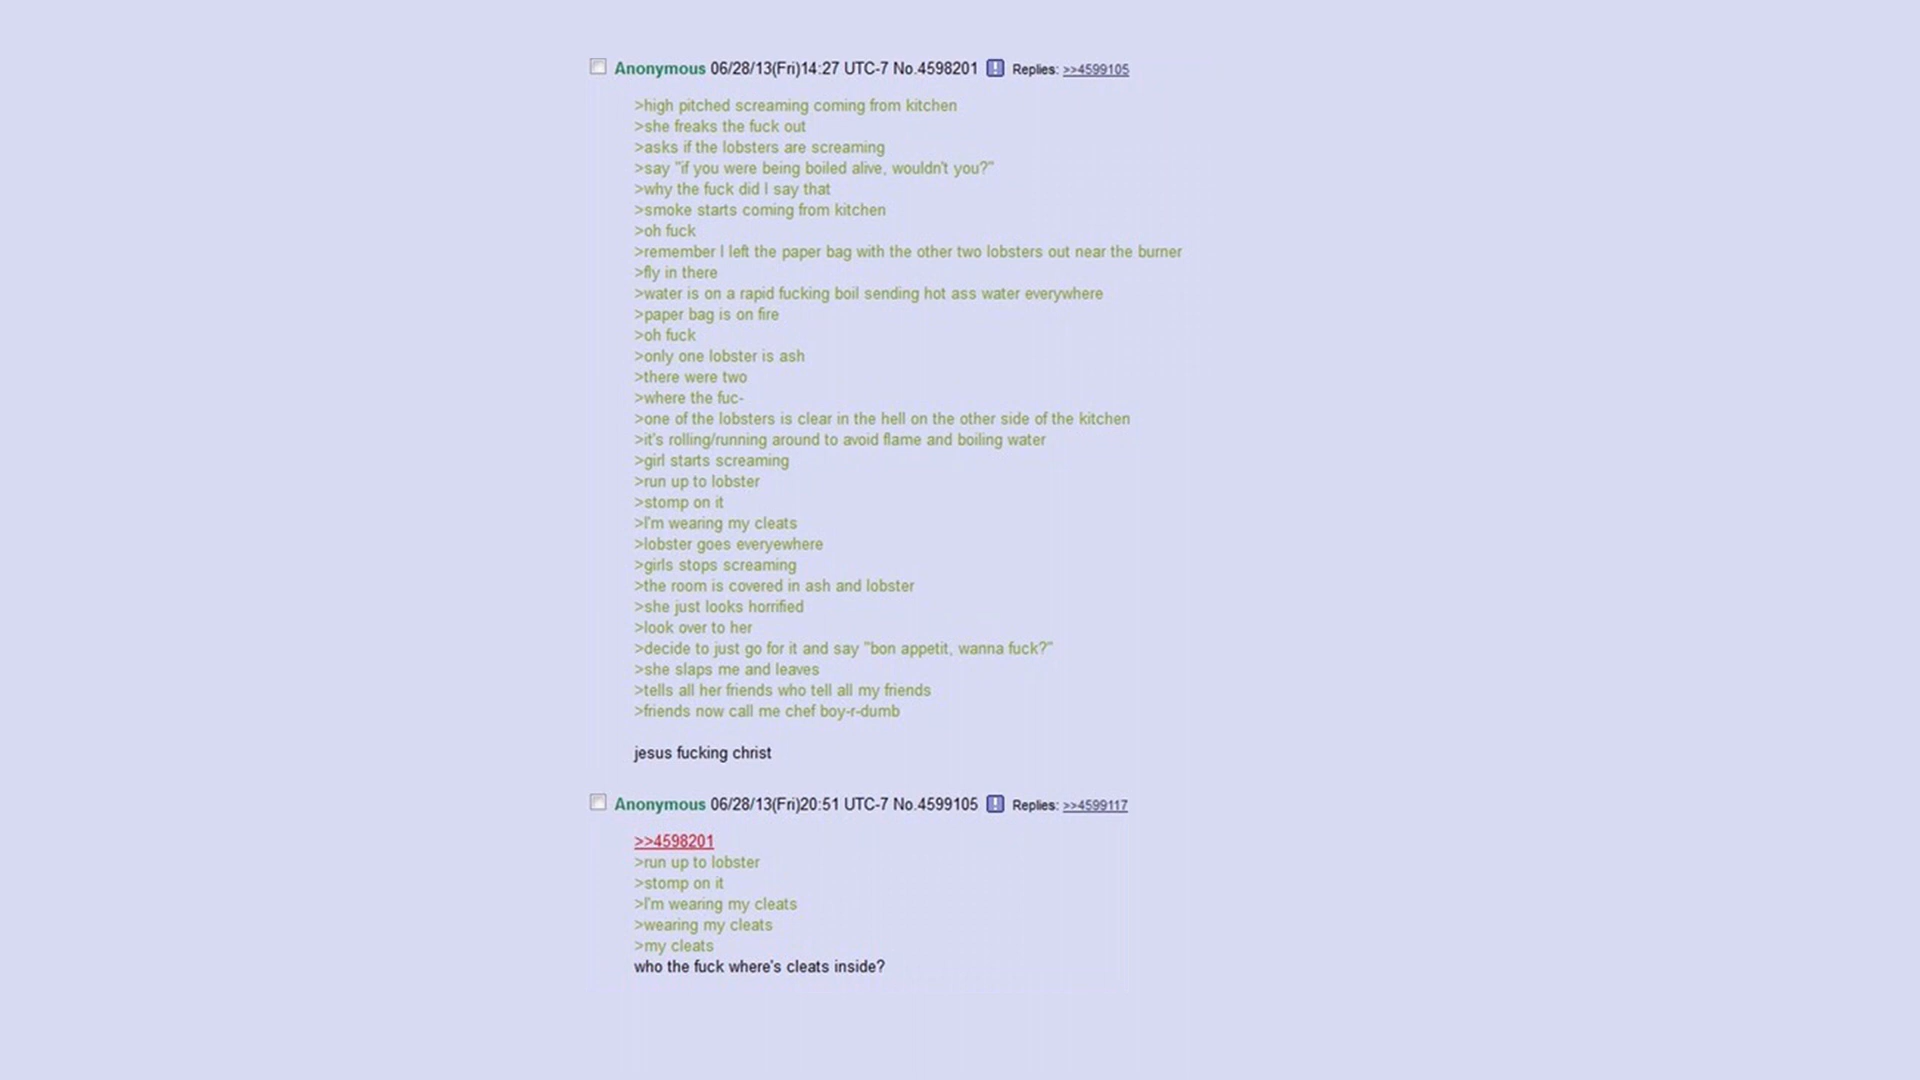 Anonymous 06/28/13(Fri)14:27 UTC-7 No.4598201 Replies: >>4599105
>high pitched screaming coming from kitchen
>she freaks the fuck out
>asks if the lobsters are screaming
>say "if you were being boiled alive, wouldn't you?"
>why the fuck did I say that
>smoke starts coming from kitchen
>oh fuck
>remember I left the paper bag with the other two lobsters out near the burner
>fly in there
>water is on a rapid fucking boil sending hot ass water everywhere
>paper bag is on fire
>oh fuck
>only one lobster is ash
>there were two
>where the fuc-
>one of the lobsters is clear in the hell on the other side of the kitchen
>it's rolling/running around to avoid flame and boiling water
>girl starts screaming
>run up to lobster
>stomp on it
>I'm wearing my cleats
>lobster goes everyewhere
>girls stops screaming
>the room is covered in ash and lobster
>she just looks horrified
>look over to her
>decide to just go for it and say "bon appetit, wanna fuck?"
>she slaps me and leaves
>tells all her friends who tell all my friends
>friends now call me chef boy-r-dumb
jesus fucking christ
Anonymous 06/28/13(Fri)20:51 UTC-7 No.4599105 Replies: >>4599117
>>4598201
>run up to lobster
>stomp on it
>I'm wearing my cleats
>wearing my cleats
>my cleats
who the fuck where's cleats inside?